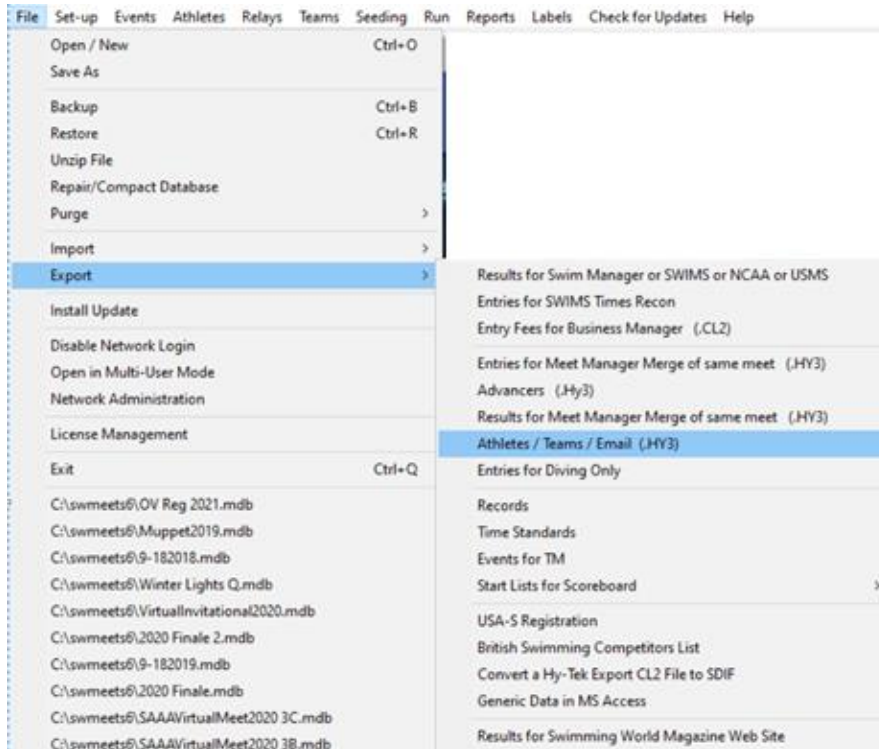 File Set-up Events Athletes Relays Teams Seeding Run Reports Labels Check for Updates Help
Open / New Ctrl+O
Save As
Backup Ctrl+B
Restore Ctrl+R
Unzip File
Repair/Compact Database
Purge >
Import >
Export >
Install Update
Disable Network Login
Open in Multi-User Mode
Network Administration
License Management
Exit Ctrl+Q
C:\swmeets6\OV Reg 2021.mdb
C:\swmeets6\Muppet2019.mdb
C:\swmeets6\9-182018.mdb
C:\swmeets6\Winter Lights Q.mdb
C:\swmeets6\VirtualInvitational2020.mdb
C:\swmeets6\2020 Finale 2.mdb
C:\swmeets6\9-182019.mdb
C:\swmeets6\2020 Finale.mdb
C:\swmeets6\SAAAVirtualMeet2020 3C.mdb
C:\swmeets6\SAAAVirtualMeet2020 3B.mdb
Results for Swim Manager or SWIMS or NCAA or USMS
Entries for SWIMS Times Recon
Entry Fees for Business Manager (.CL2)
Entries for Meet Manager Merge of same meet (.HY3)
Advancers (.Hy3)
Results for Meet Manager Merge of same meet (.HY3)
Athletes / Teams / Email (.HY3)
Entries for Diving Only
Records
Time Standards
Events for TM
Start Lists for Scoreboard >
USA-S Registration
British Swimming Competitors List
Convert a Hy-Tek Export CL2 File to SDIF
Generic Data in MS Access
Results for Swimming World Magazine Web Site